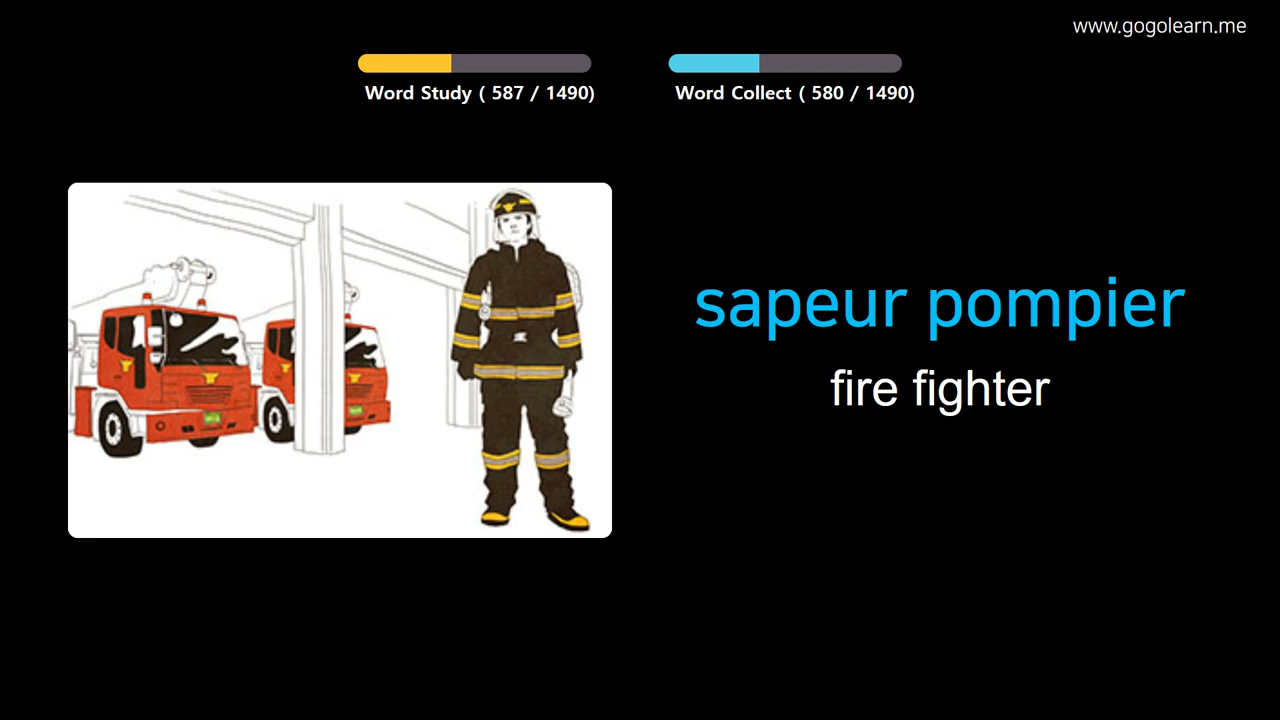 www.gogolearn.me
Word Study ( 587 / 1490)
Word Collect ( 580 / 1490)
sapeur pompier
fire fighter